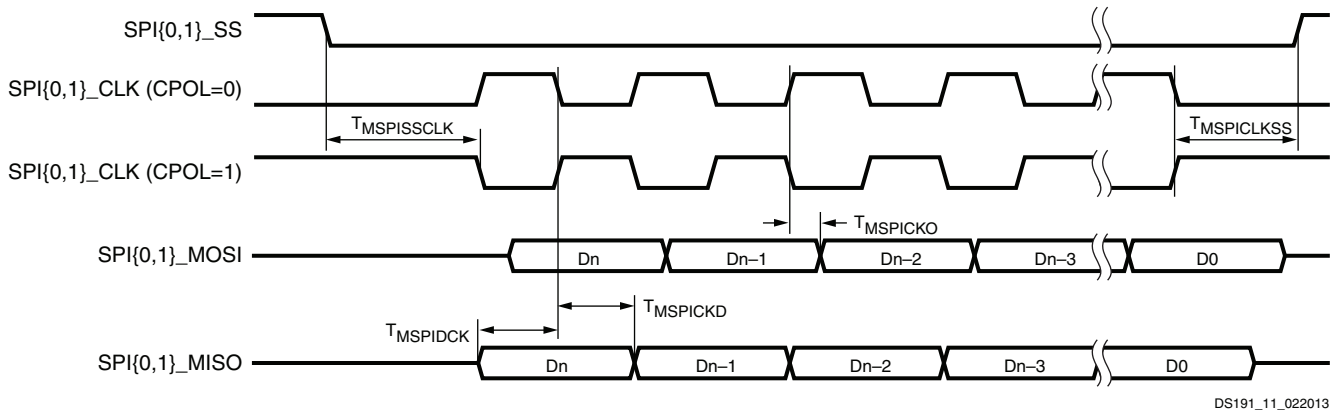 SPI{0,1}_SS
SPI{0,1}_CLK (CPOL=0)
TMSPISSCLK
TMSPICLKSS
SPI{0,1}_CLK (CPOL=1)
TMSPICKO
SPI{0,1}_MOSI
Dn Dn–1 Dn–2 Dn–3 D0
TMSPICKD
TMSPIDCK
SPI{0,1}_MISO
Dn Dn–1 Dn–2 Dn–3 D0
DS191_11_022013